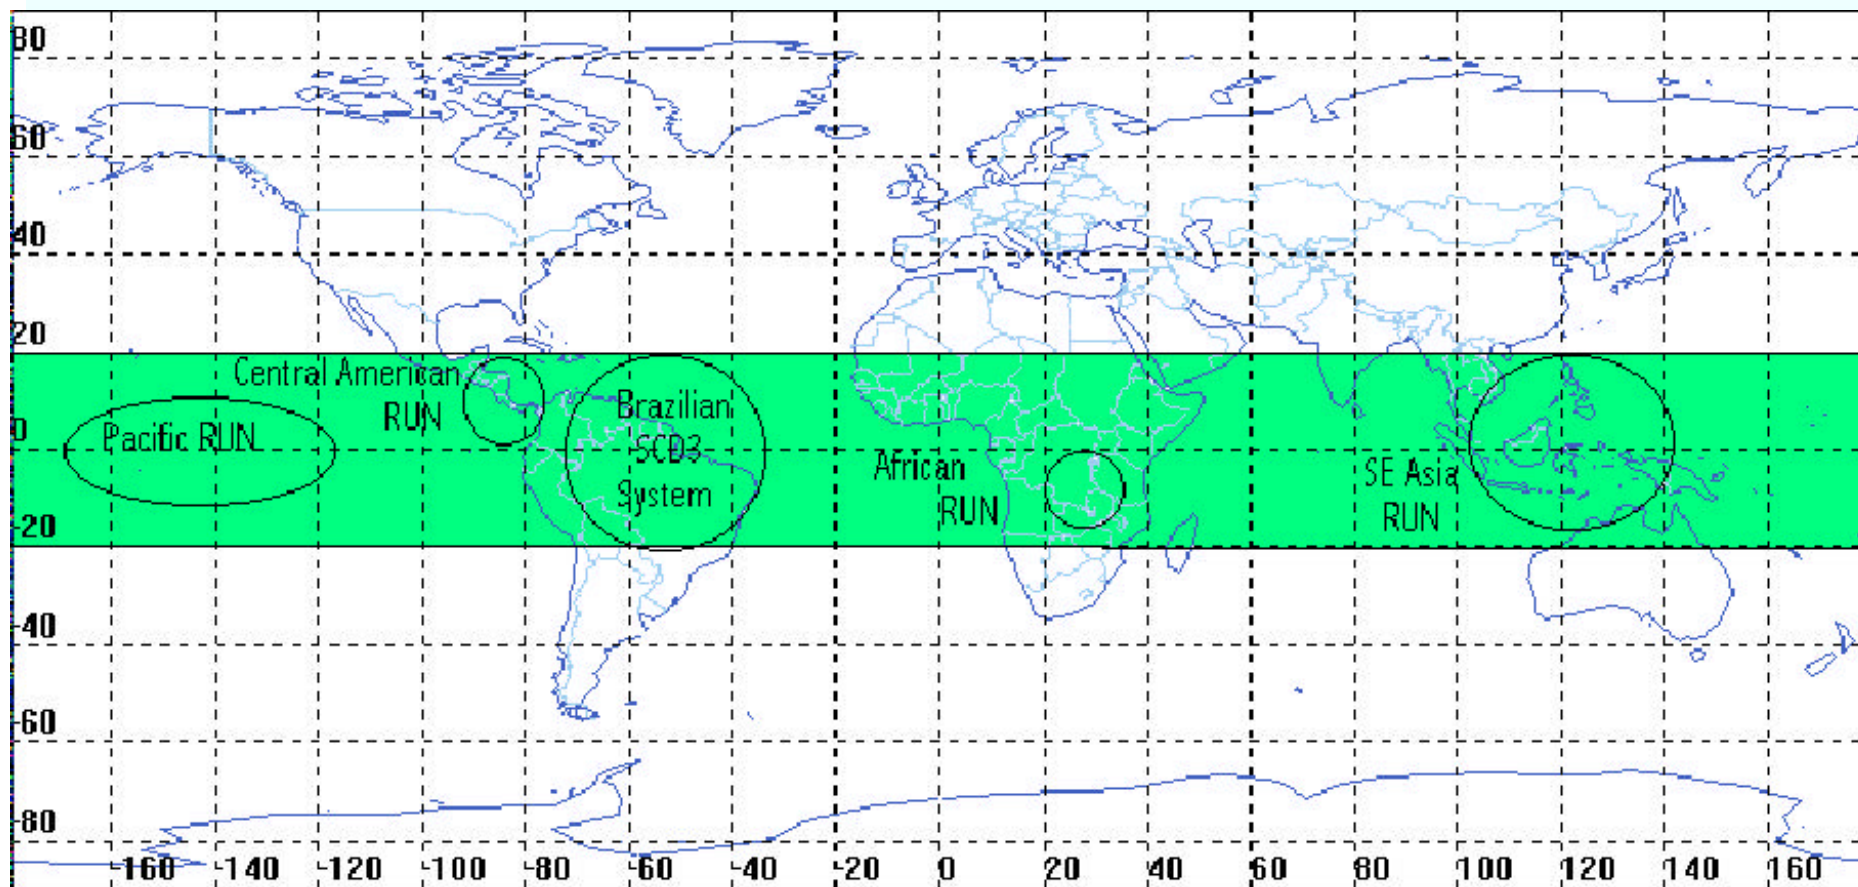 80
60
40
20
Central American
RUN
Pacific RUN
0
Brazilian
SCD3
System
African
RUN
SE Asia
RUN
-20
-40
-60
-80
-160 -140 -120 -100 -80 -60 -40 -20 0 20 40 60 80 100 120 140 160